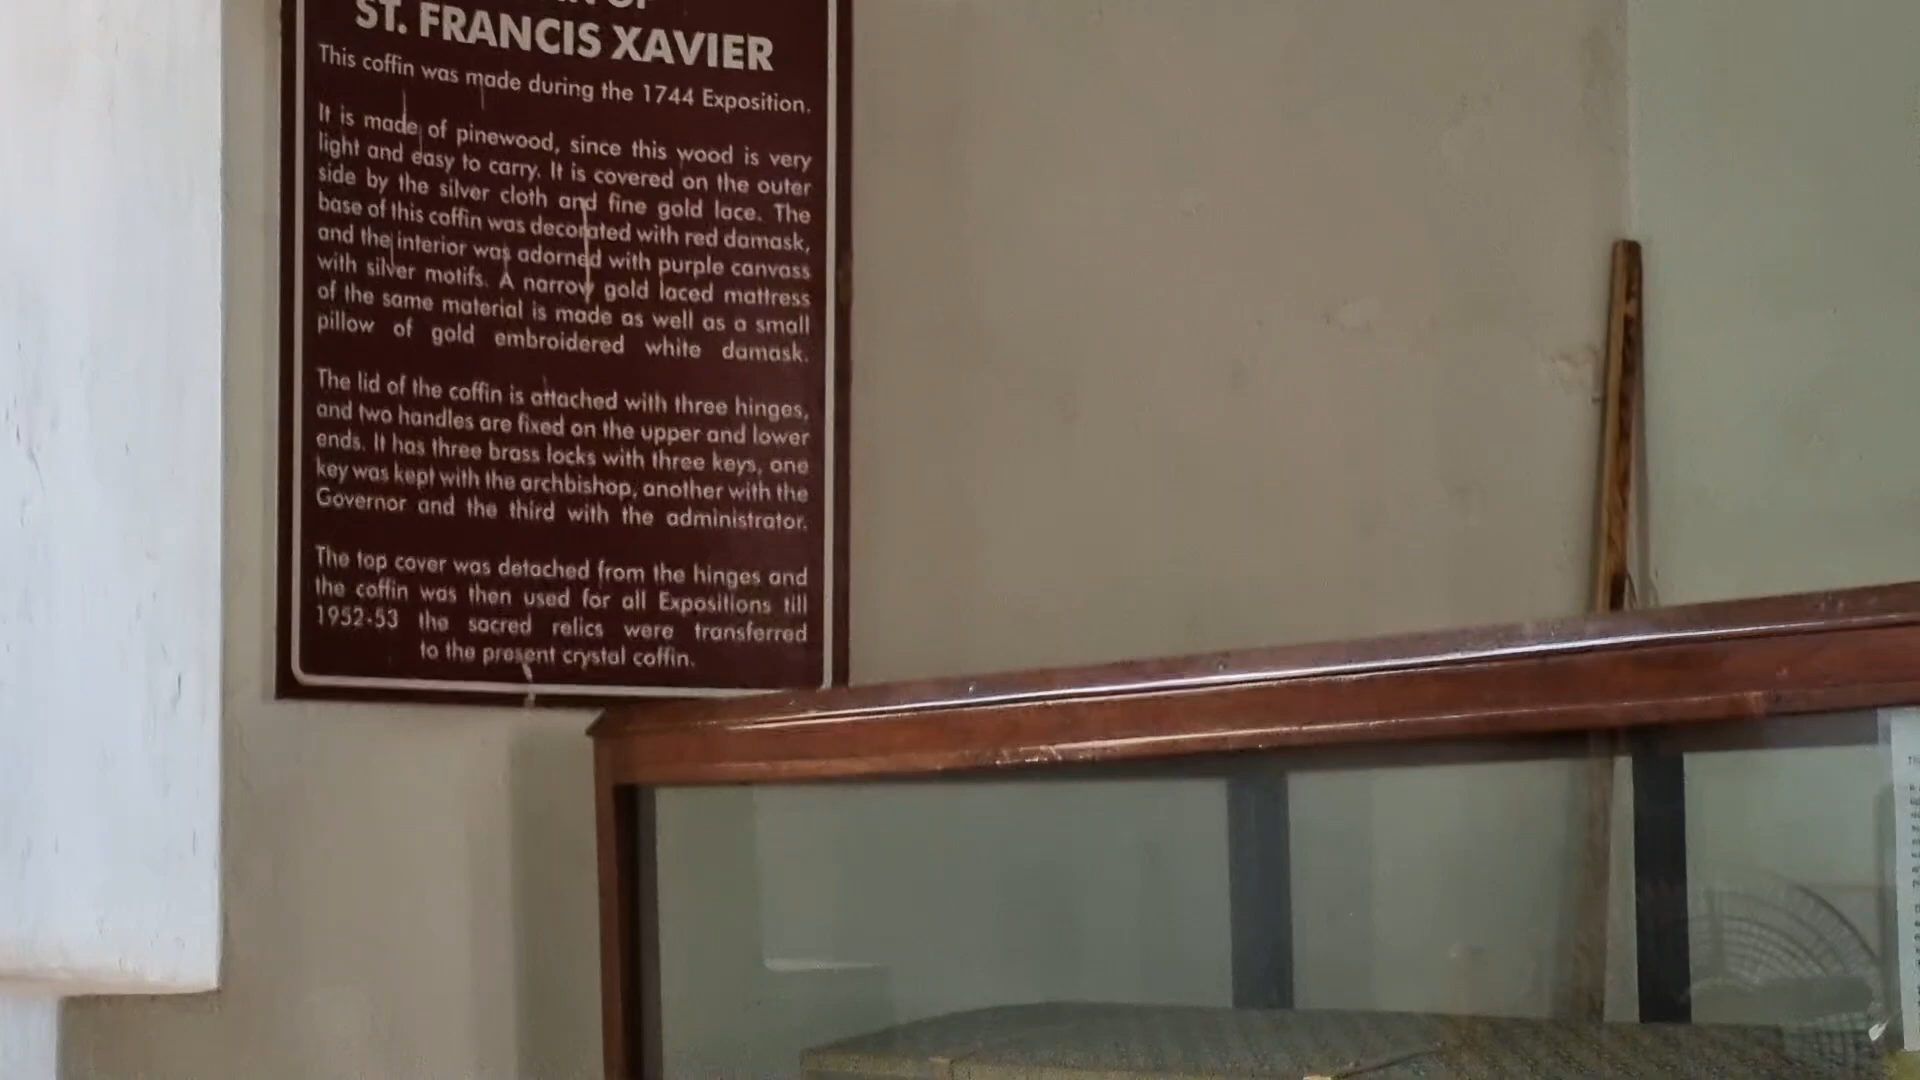 ST. FRANCIS XAVIER
This coffin was made during the 1744 Exposition.
It is made of pinewood, since this wood is very
light and easy to carry. It is covered on the outer
side by the silver cloth and fine gold lace. The
base of this coffin was decorated with red damask,
and the interior was adorned with purple canvass
with silver motifs. A narrow gold laced mattress
of the same material is made as well as a small
pillow of gold embroidered white damask.
The lid of the coffin is attached with three hinges,
and two handles are fixed on the upper and lower
ends. It has three brass locks with three keys, one
key was kept with the archbishop, another with the
Governor and the third with the administrator.
The top cover was detached from the hinges and
the coffin was then used for all Expositions till
1952-53 the sacred relics were transferred
to the present crystal coffin.